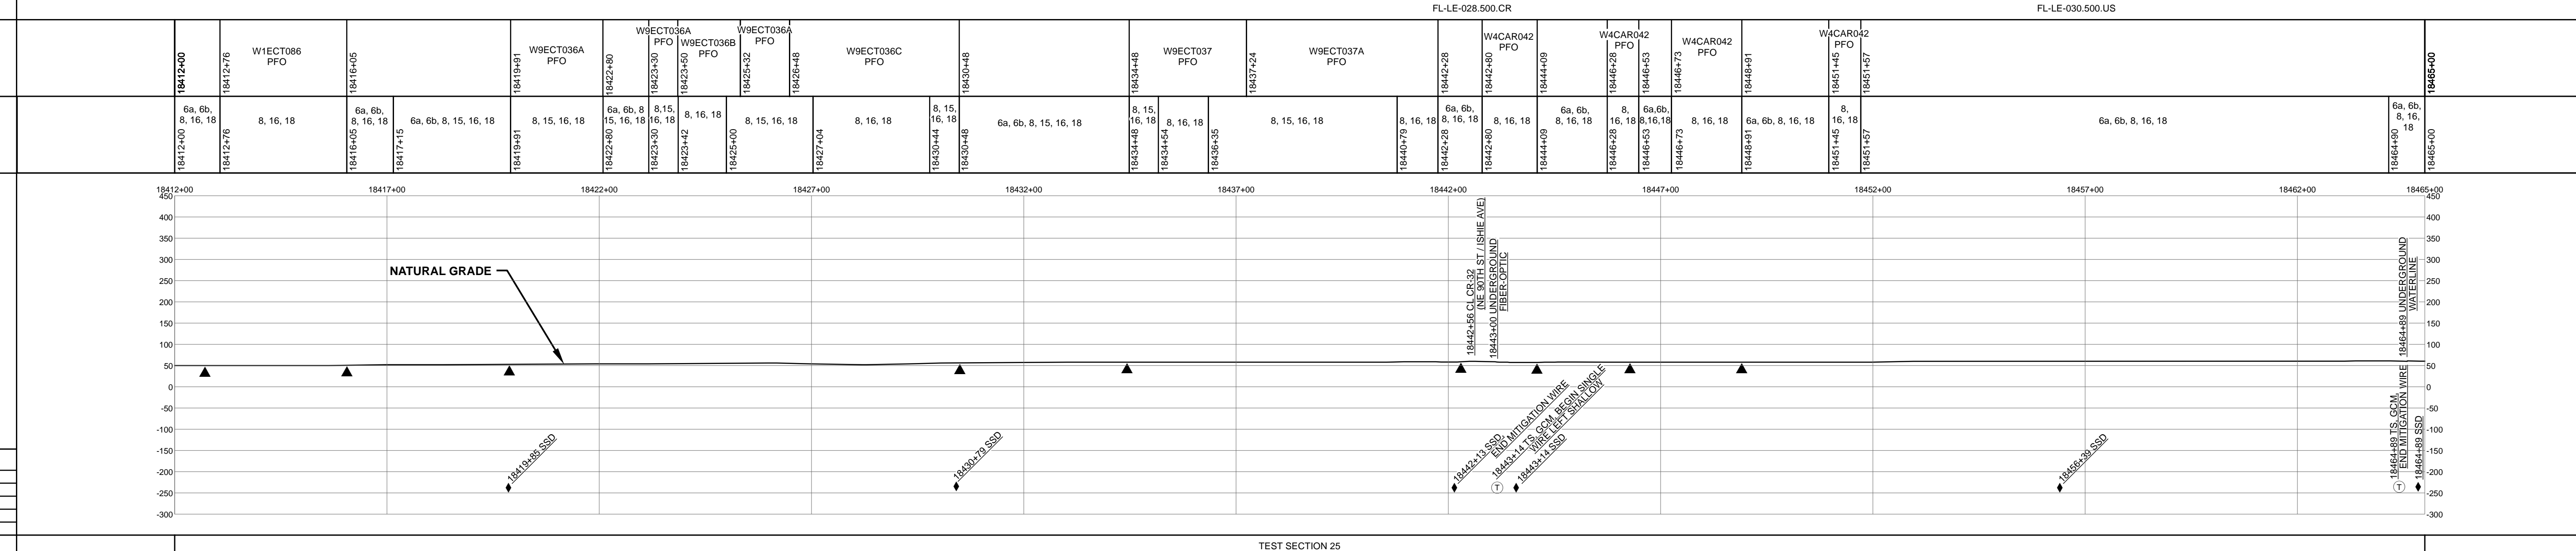 FL-LE-028.500.CR
FL-LE-030.500.US
18412+00
18412+76
W1ECT086
PFO
18416+05
18419+91
W9ECT036A
PFO
18422+80
W9ECT036A
PFO
18423+30
18423+50
W9ECT036B
PFO
W9ECT036A
PFO
18425+32
18426+48
W9ECT036C
PFO
18430+48
18434+48
W9ECT037
PFO
18437+24
W9ECT037A
PFO
18442+28
18442+80
W4CAR042
PFO
18444+09
W4CAR042
PFO
18446+28
18446+53
18446+73
W4CAR042
PFO
18448+91
W4CAR042
PFO
18451+45
18451+57
18465+00
6a, 6b,
8, 16, 18
18412+00
8, 16, 18
18412+76
6a, 6b,
8, 16, 18
18416+05
6a, 6b, 8, 15, 16, 18
18417+15
8, 15, 16, 18
18419+91
6a, 6b, 8
15, 16, 18
18422+80
8,15,
16, 18
18423+30
8, 16, 18
18423+42
8, 15, 16, 18
18425+00
8, 16, 18
18427+04
8, 15,
16, 18
18430+44
6a, 6b, 8, 15, 16, 18
18430+48
8, 15,
16, 18
18434+48
8, 16, 18
18434+54
8, 15, 16, 18
18436+35
8, 16, 18
18440+79
6a, 6b,
8, 16, 18
18442+28
8, 16, 18
18442+80
6a, 6b,
8, 16, 18
18444+09
8,
16, 18
18446+28
6a,6b,
8,16,18
18446+53
8, 16, 18
18446+73
6a, 6b, 8, 16, 18
18448+91
8,
16, 18
18451+45
6a, 6b, 8, 16, 18
18451+57
6a, 6b,
8, 16,
18
18464+90
18465+00
18412+00
18417+00
18422+00
18427+00
18432+00
18437+00
18442+00
18447+00
18452+00
18457+00
18462+00
18465+00
450
400
350
300
250
200
150
100
50
0
-50
-100
-150
-200
-250
-300
NATURAL GRADE
18442+56 CL CR-32
(NE 90TH ST / ISHIE AVE)
18443+00 UNDERGROUND
FIBER-OPTIC
18464+89 UNDERGROUND
WATERLINE
18419+85 SSD
18430+79 SSD
18442+13 SSD,
END MITIGATION WIRE
18443+14 TS, GCM, BEGIN SINGLE
WIRE LEFT SHALLOW
18443+14 SSD
T
18456+39 SSD
18464+89 TS, GCM,
END MITIGATION WIRE
18464+89 SSD
T
450
400
350
300
250
200
150
100
50
0
-50
-100
-150
-200
-250
-300
TEST SECTION 25